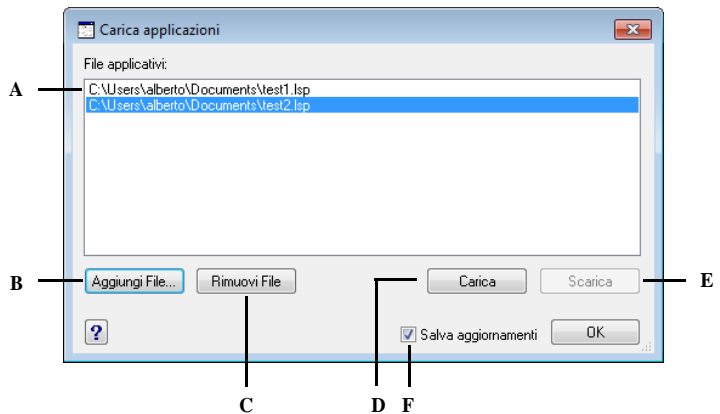 Carica applicazioni
File applicativi:
A
C:\Users\alberto\Documents\test1.lsp
C:\Users\alberto\Documents\test2.lsp
B
Aggiungi File...
Rimuovi File
Carica
Scarica
E
?
Salva aggiornamenti
OK
C
D
F